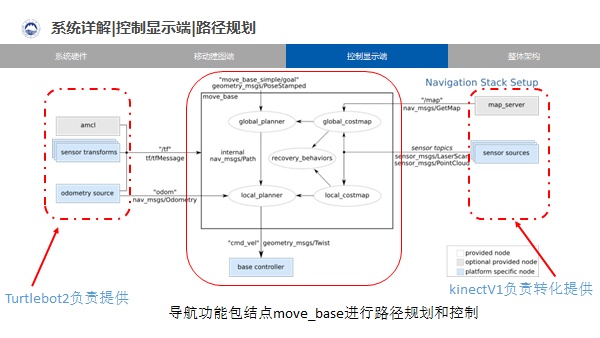 系统详解|控制显示端|路径规划
系统硬件
移动建图端
控制显示端
整体架构
Navigation Stack Setup
"move_base_simple/goal"
geometry_msgs/PoseStamped
move_base
"/map"
nav_msgs/GetMap
map_server
global_planner
global_costmap
amcl
sensor transforms
"/tf"
tf/tfMessage
internal
nav_msgs/Path
recovery_behaviors
sensor topics
sensor_msgs/LaserScan
sensor_msgs/PointCloud
sensor sources
odometry source
"odom"
nav_msgs/Odometry
local_planner
local_costmap
"cmd_vel" geometry_msgs/Twist
base controller
provided node
optional provided node
platform specific node
Turtlebot2负责提供
kinectV1负责转化提供
导航功能包结点move_base进行路径规划和控制